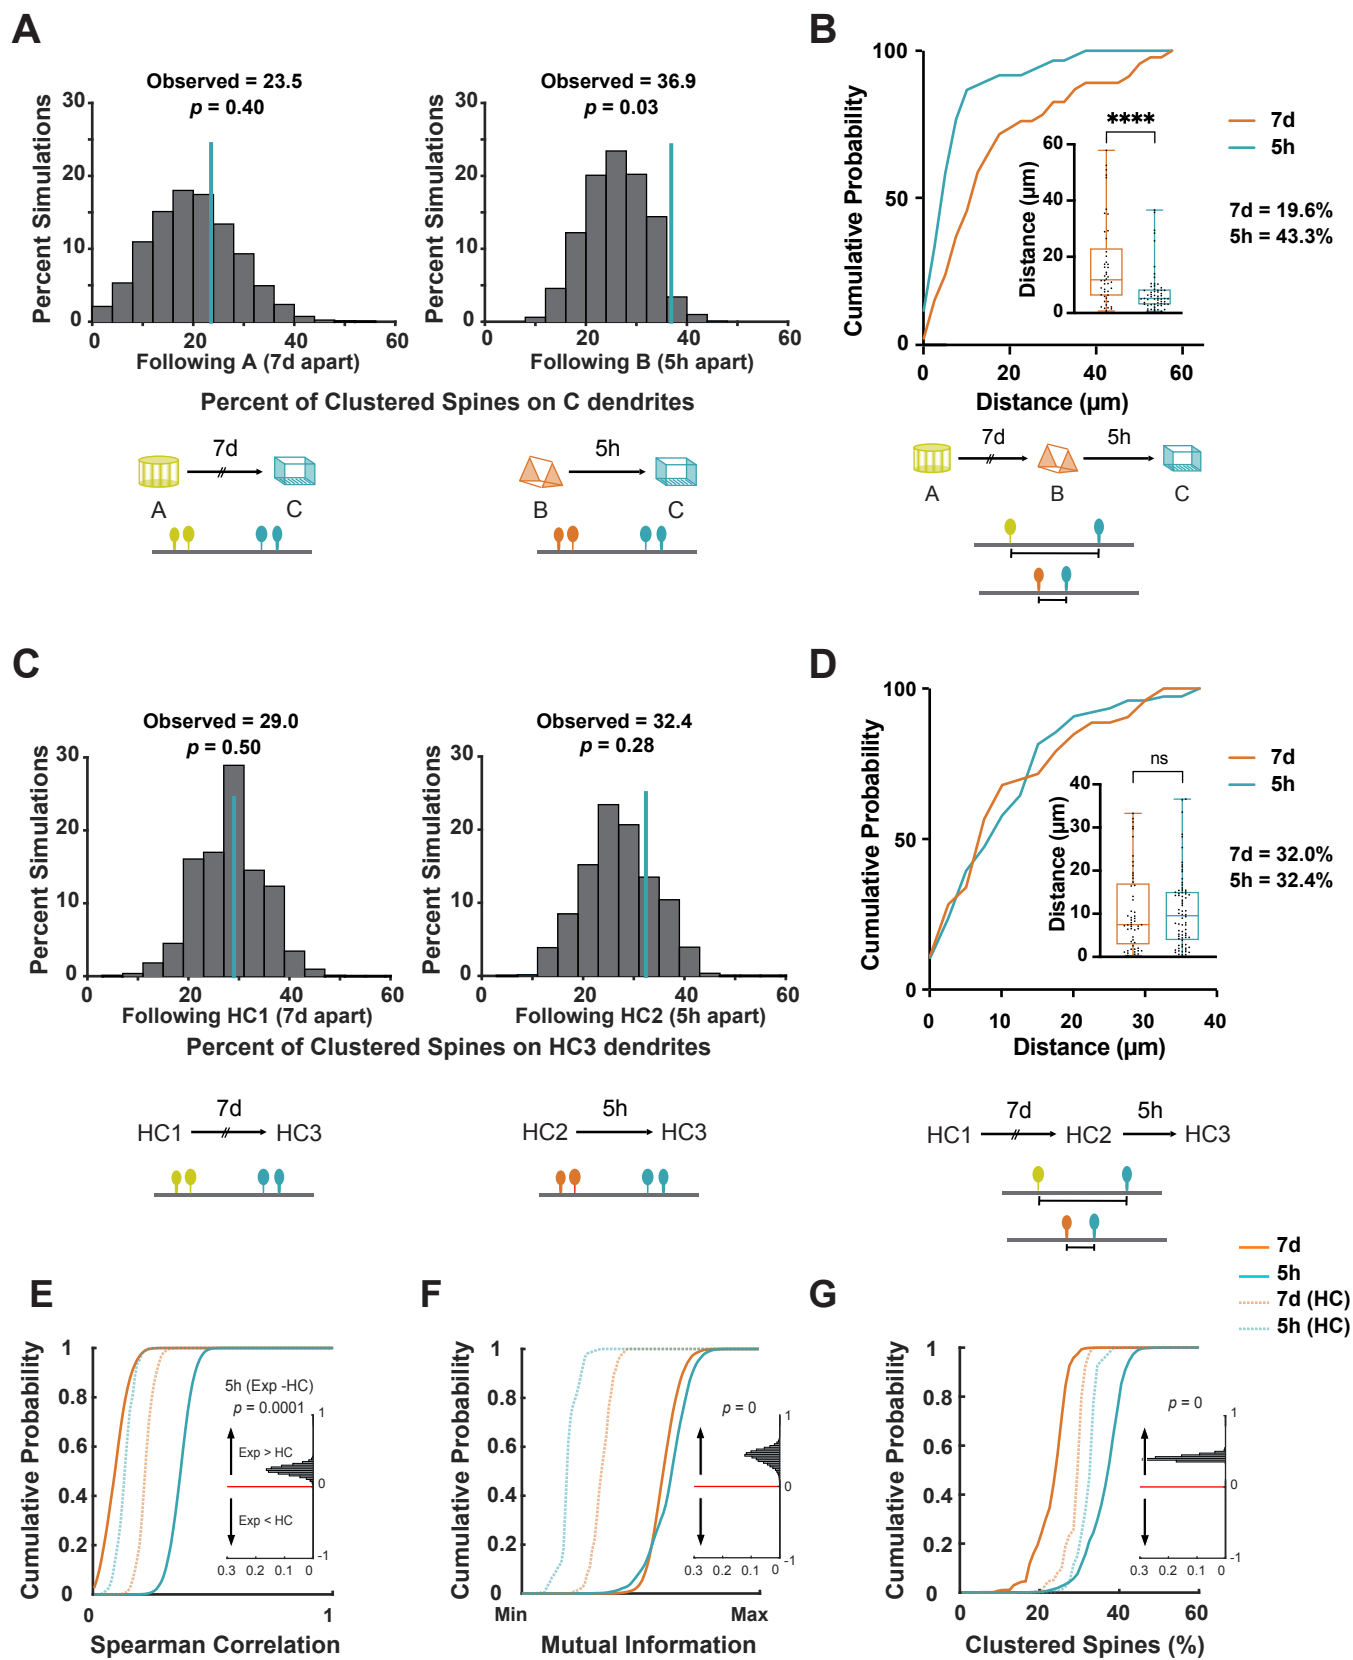 A
Observed = 23.5
p = 0.40
Percent Simulations
30
20
10
0
0
20
40
60
Following A (7d apart)
Observed = 36.9
p = 0.03
Percent Simulations
30
20
10
0
0
20
40
60
Following B (5h apart)
Percent of Clustered Spines on C dendrites
7d
A
C
5h
B
C
B
Cumulative Probability
100
50
0
0
20
40
60
Distance (µm)
****
Distance (µm)
60
40
20
0
7d
5h
7d = 19.6%
5h = 43.3%
7d
5h
A
B
C
C
Observed = 29.0
p = 0.50
Percent Simulations
30
20
10
0
0
20
40
60
Following HC1 (7d apart)
Observed = 32.4
p = 0.28
Percent Simulations
30
20
10
0
0
20
40
60
Following HC2 (5h apart)
Percent of Clustered Spines on HC3 dendrites
7d
HC1
HC3
5h
HC2
HC3
D
Cumulative Probability
100
50
0
0
10
20
30
40
Distance (µm)
ns
Distance (µm)
40
30
20
10
0
7d
5h
7d = 32.0%
5h = 32.4%
7d
5h
HC1
HC2
HC3
7d
5h
7d (HC)
5h (HC)
E
Cumulative Probability
1
0.8
0.6
0.4
0.2
0
0
1
Spearman Correlation
5h (Exp -HC)
p = 0.0001
1
Exp > HC
0
Exp < HC
-1
0.3
0.2
0.1
0
F
Cumulative Probability
1
0.8
0.6
0.4
0.2
0
Min
Max
Mutual Information
p = 0
1
0
-1
0.3
0.2
0.1
0
G
Cumulative Probability
1
0.8
0.6
0.4
0.2
0
0
20
40
60
Clustered Spines (%)
p = 0
1
0
-1
0.3
0.2
0.1
0